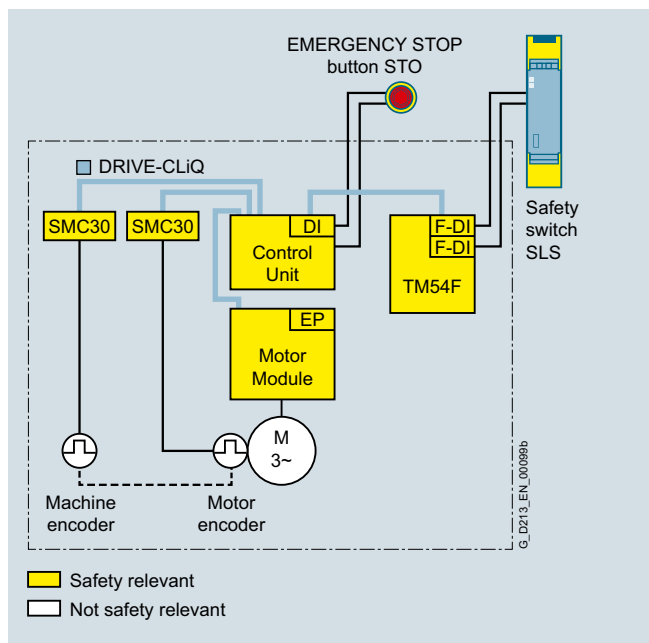 EMERGENCY STOP
button STO
DRIVE-CLiQ
SMC30
SMC30
DI
Control
Unit
F-DI
F-DI
TM54F
Safety
switch
SLS
EP
Motor
Module
M
3~
Machine
encoder
Motor
encoder
G_D213_EN_00099b
Safety relevant
Not safety relevant